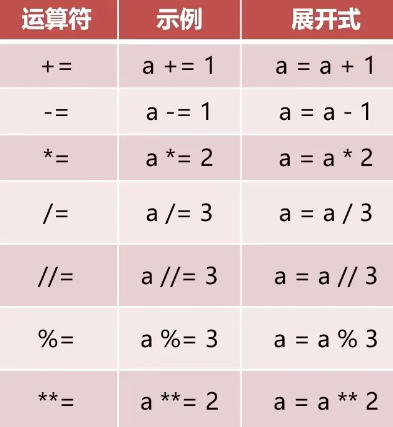 运算符 示例 展开式
+= a += 1 a = a + 1
-= a -= 1 a = a - 1
*= a *= 2 a = a * 2
/= a /= 3 a = a / 3
//= a //= 3 a = a // 3
%= a %= 3 a = a % 3
**= a **= 2 a = a ** 2